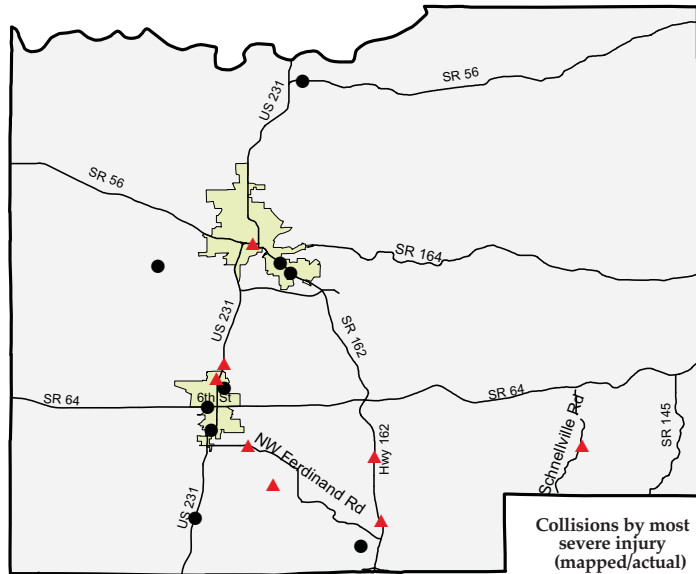 SR 56
US 231
SR 56
SR 164
US 231
SR 162
SR 64
6th St
SR 64
Schnellville Rd
SR 145
NW Ferdinand Rd
Hwy 162
US 231
Collisions by most
severe injury
(mapped/actual)